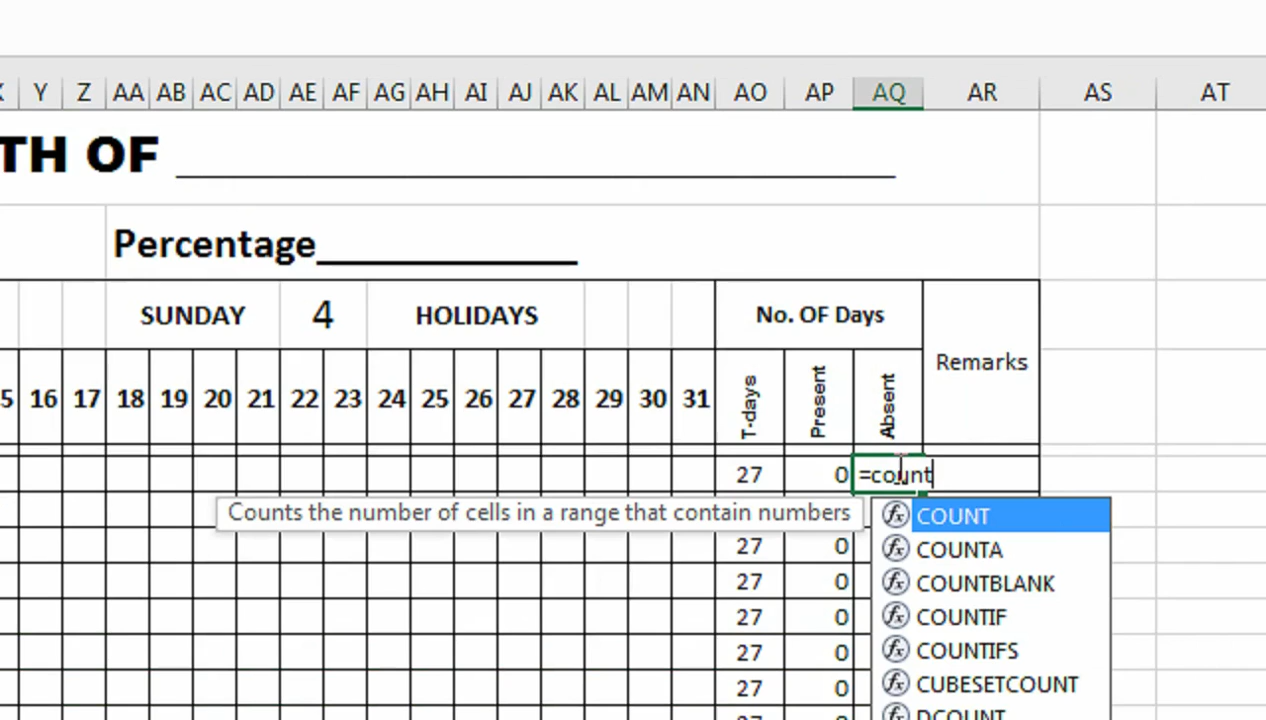 Y Z AA AB AC AD AE AF AG AH AI AJ AK AL AM AN AO AP AQ AR AS AT
TH OF
Percentage
SUNDAY 4 HOLIDAYS No. OF Days Remarks
5 16 17 18 19 20 21 22 23 24 25 26 27 28 29 30 31 T-days Present Absent
27 0 =count
Counts the number of cells in a range that contain numbers
COUNT
27 0 COUNTA
27 0 COUNTBLANK
27 0 COUNTIF
27 0 COUNTIFS
27 0 CUBESETCOUNT
DCOUNT